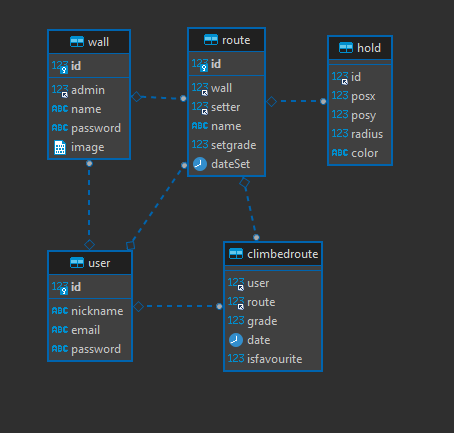 wall
123 id
123 admin
ABC name
ABC password
image
route
123 id
123 wall
123 setter
ABC name
123 setgrade
dateSet
hold
123 id
123 posx
123 posy
123 radius
ABC color
user
123 id
ABC nickname
ABC email
ABC password
climbedroute
123 user
123 route
123 grade
date
123 isfavourite